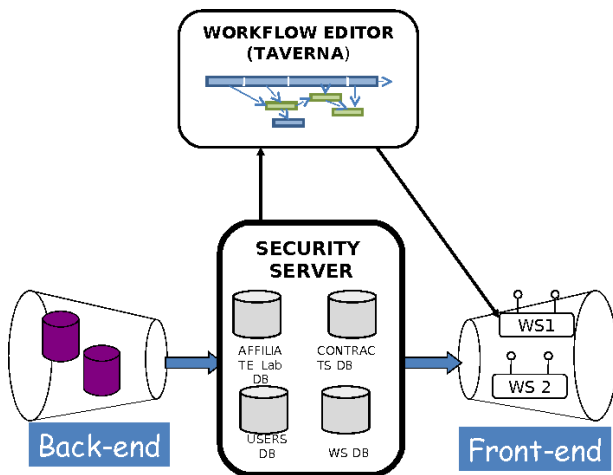 WORKFLOW EDITOR
(TAVERNA)
SECURITY
SERVER
AFFILIA
TE Lab
DB
CONTRAC
TS DB
USERS
DB
WS DB
WS1
WS 2
Back-end
Front-end